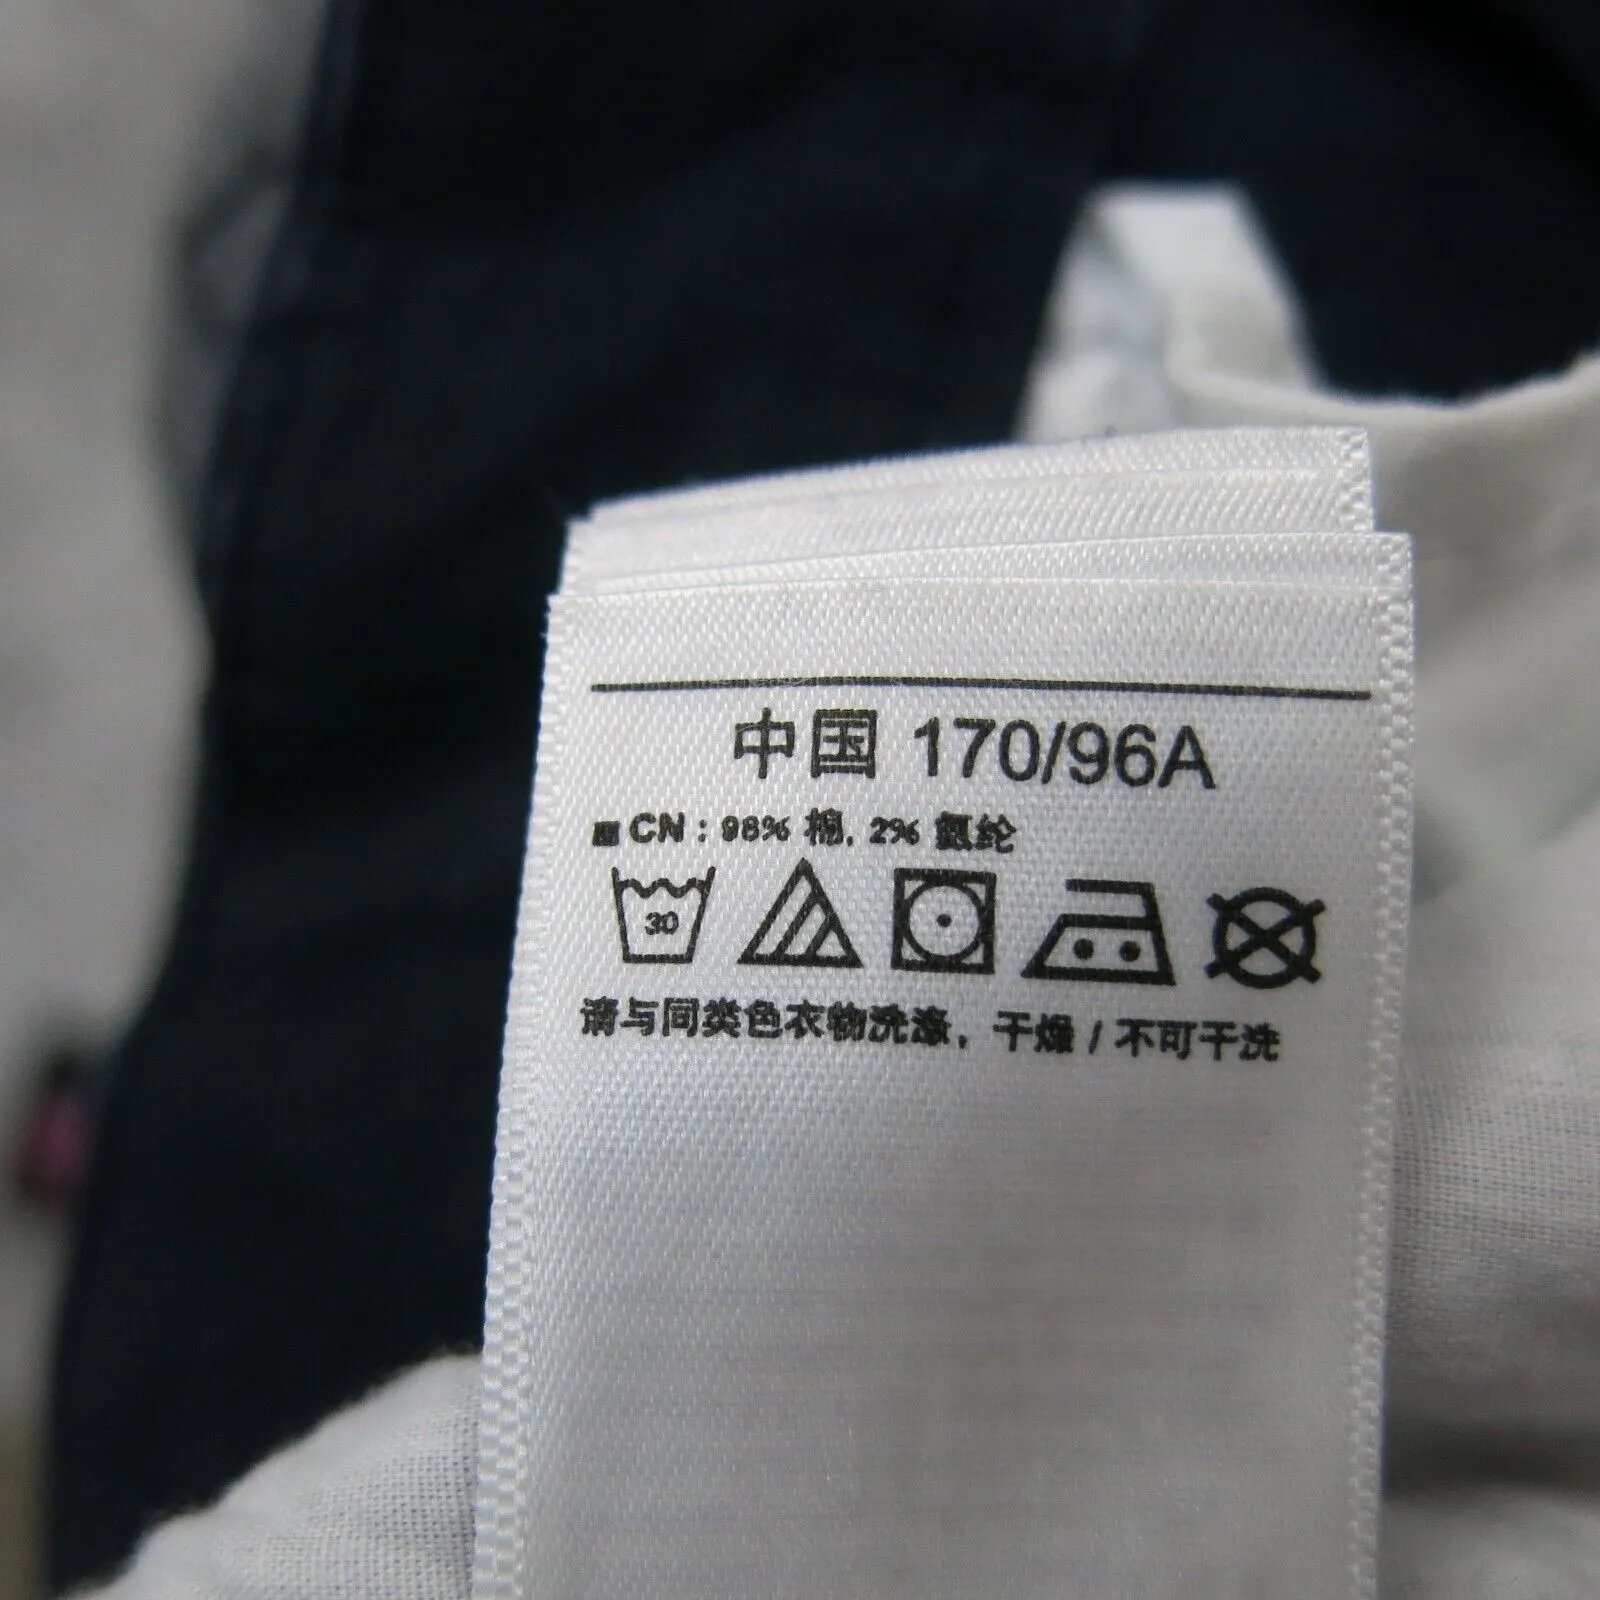 中国 170/96A
CN : 98% 棉, 2% 氨纶
30
请与同类色衣物洗涤, 干燥 / 不可干洗